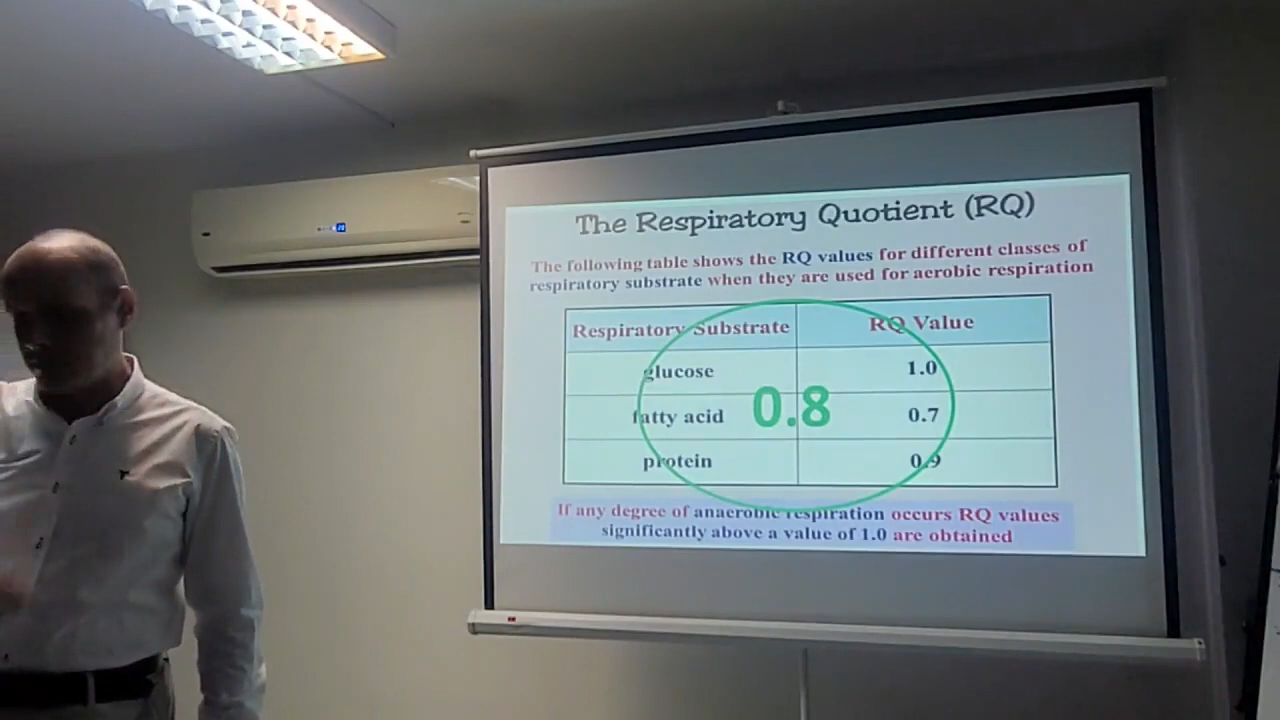 The Respiratory Quotient (RQ)
The following table shows the RQ values for different classes of
respiratory substrate when they are used for aerobic respiration
Respiratory Substrate RQ Value
glucose 1.0
fatty acid 0.7
0.8
protein 0.9
If any degree of anaerobic respiration occurs RQ values
significantly above a value of 1.0 are obtained